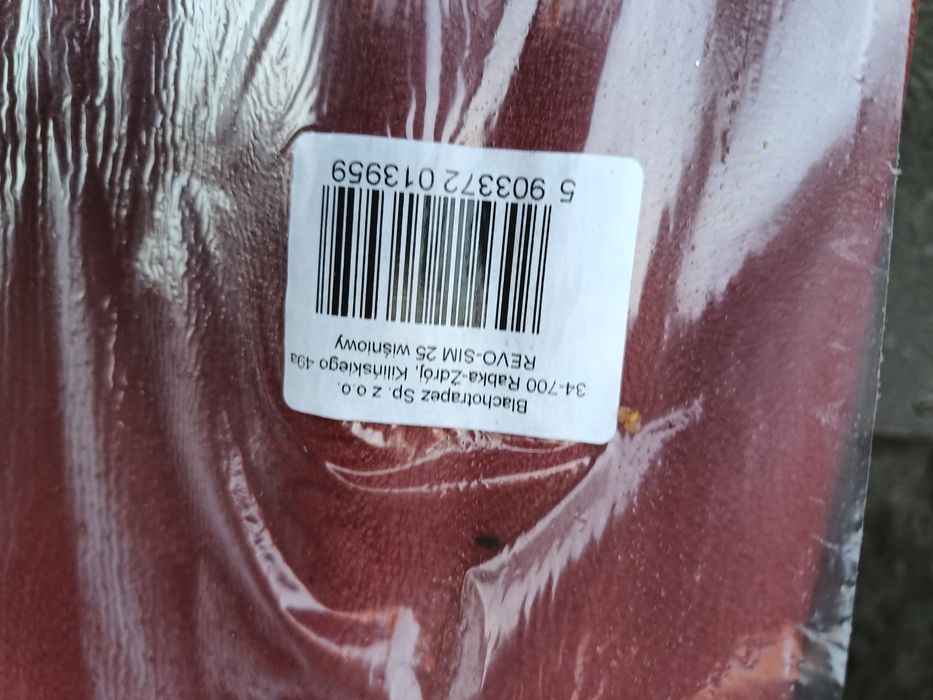 Blachotrapez Sp. z o.o.
34-700 Rabka-Zdrój, Kilińskiego 49a
REVO-SIM 25 wiśniowy
5 903372 013959